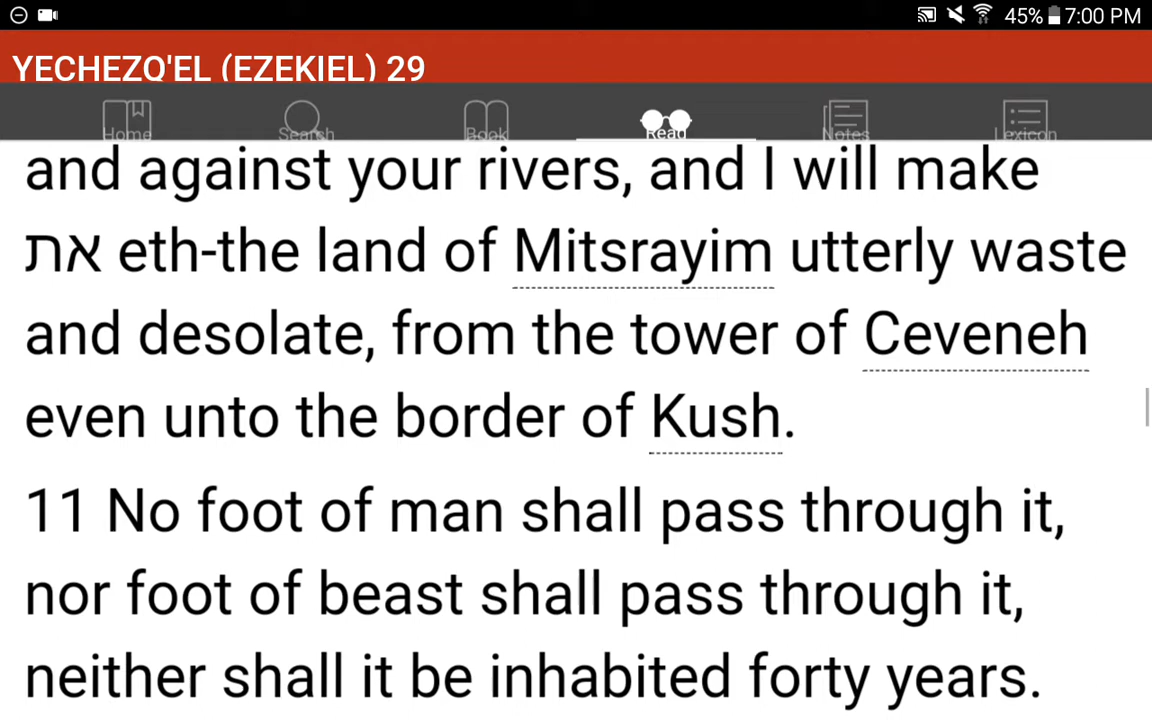 45% 7:00 PM
YECHEZQ'EL (EZEKIEL) 29
Home Search Book Read Notes Lexicon
and against your rivers, and I will make
את eth-the land of Mitsrayim utterly waste
and desolate, from the tower of Ceveneh
even unto the border of Kush.
11 No foot of man shall pass through it,
nor foot of beast shall pass through it,
neither shall it be inhabited forty years.